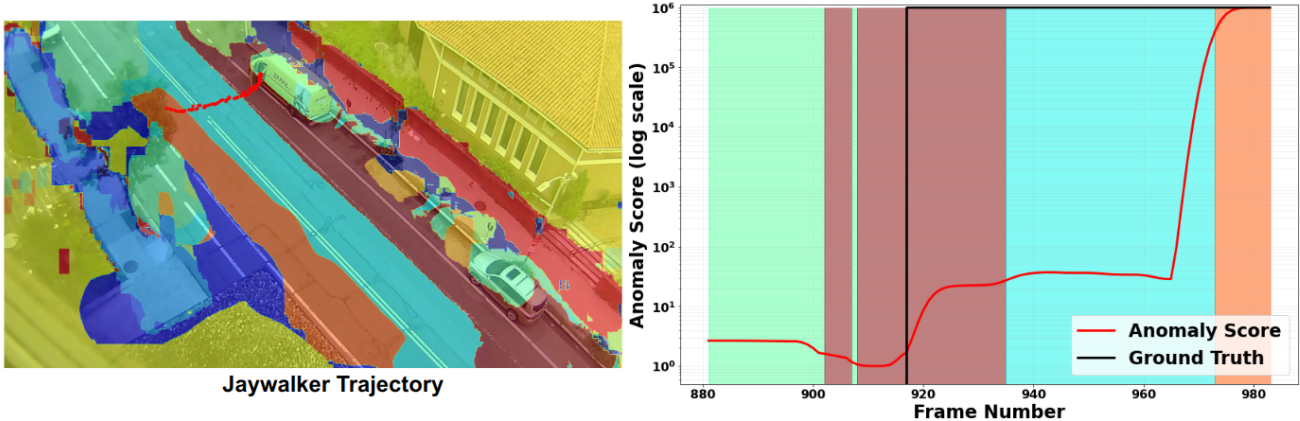 Jaywalker Trajectory
Anomaly Score (log scale)
10⁶
10⁵
10⁴
10³
10²
10¹
10⁰
880
900
920
940
960
980
Frame Number
Anomaly Score
Ground Truth